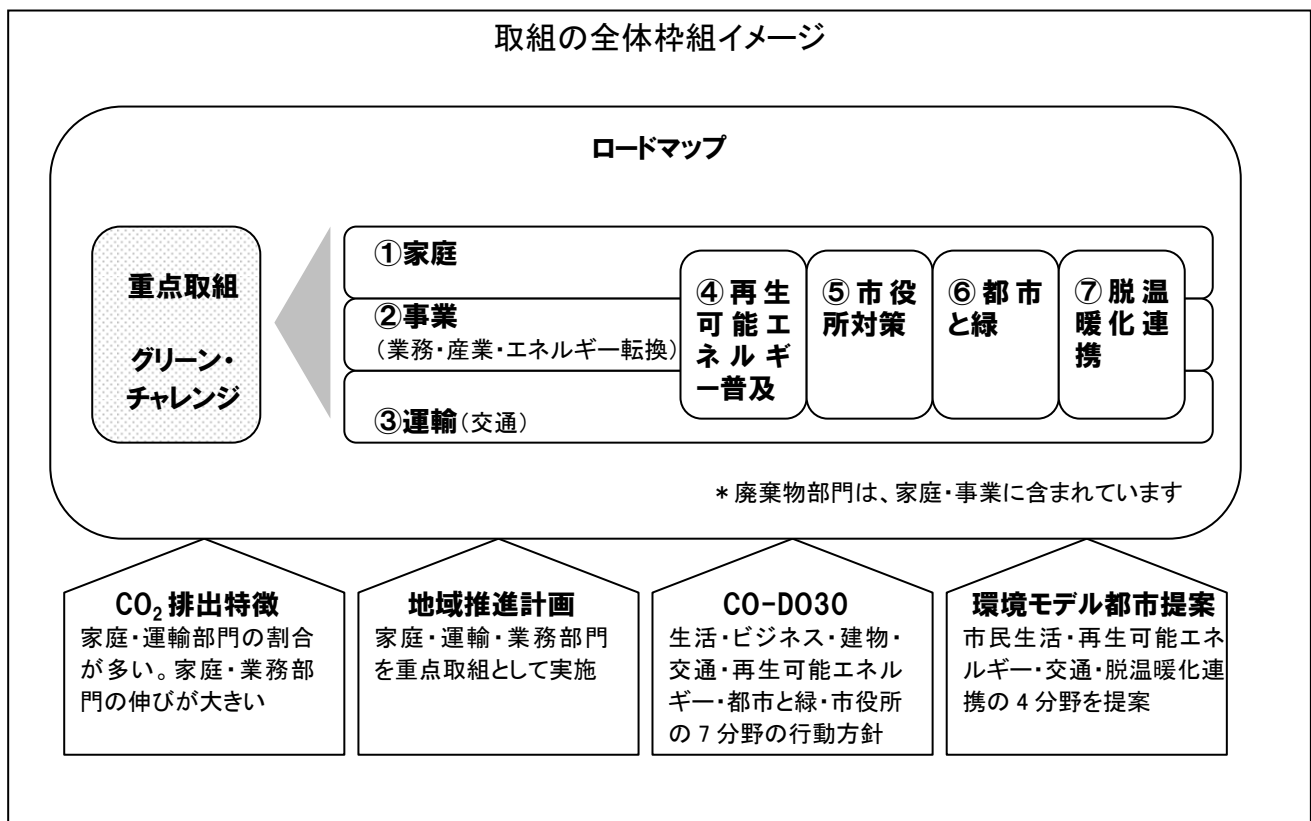 取組の全体枠組イメージ
ロードマップ
重点取組
グリーン・
チャレンジ
①家庭
②事業
(業務・産業・エネルギー転換)
③運輸(交通)
④再生
可能エ
ネルギ
ー普及
⑤市役
所対策
⑥都市
と緑
⑦脱温
暖化連
携
*廃棄物部門は、家庭・事業に含まれています
CO₂排出特徴
家庭・運輸部門の割合
が多い。家庭・業務部
門の伸びが大きい
地域推進計画
家庭・運輸・業務部門
を重点取組として実施
CO-DO30
生活・ビジネス・建物・
交通・再生可能エネル
ギー・都市と緑・市役所
の7分野の行動方針
環境モデル都市提案
市民生活・再生可能エネ
ルギー・交通・脱温暖化連
携の4分野を提案